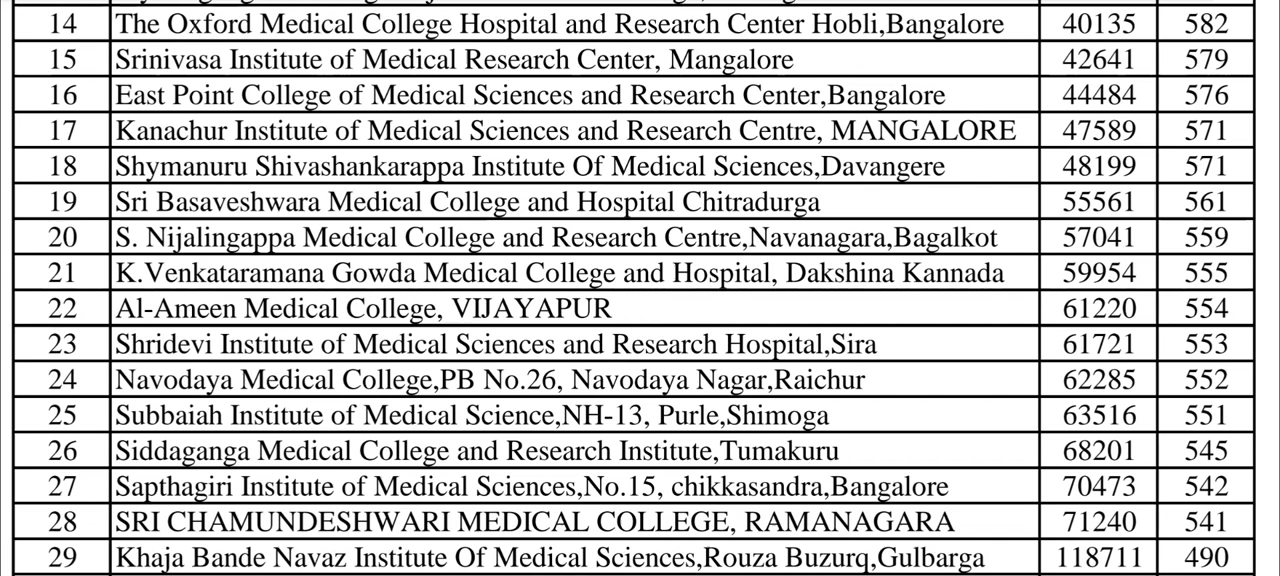 14 The Oxford Medical College Hospital and Research Center Hobli,Bangalore 40135 582
15 Srinivasa Institute of Medical Research Center, Mangalore 42641 579
16 East Point College of Medical Sciences and Research Center,Bangalore 44484 576
17 Kanachur Institute of Medical Sciences and Research Centre, MANGALORE 47589 571
18 Shymanuru Shivashankarappa Institute Of Medical Sciences,Davangere 48199 571
19 Sri Basaveshwara Medical College and Hospital Chitradurga 55561 561
20 S. Nijalingappa Medical College and Research Centre,Navanagara,Bagalkot 57041 559
21 K.Venkataramana Gowda Medical College and Hospital, Dakshina Kannada 59954 555
22 Al-Ameen Medical College, VIJAYAPUR 61220 554
23 Shridevi Institute of Medical Sciences and Research Hospital,Sira 61721 553
24 Navodaya Medical College,PB No.26, Navodaya Nagar,Raichur 62285 552
25 Subbaiah Institute of Medical Science,NH-13, Purle,Shimoga 63516 551
26 Siddaganga Medical College and Research Institute,Tumakuru 68201 545
27 Sapthagiri Institute of Medical Sciences,No.15, chikkasandra,Bangalore 70473 542
28 SRI CHAMUNDESHWARI MEDICAL COLLEGE, RAMANAGARA 71240 541
29 Khaja Bande Navaz Institute Of Medical Sciences,Rouza Buzurq,Gulbarga 118711 490